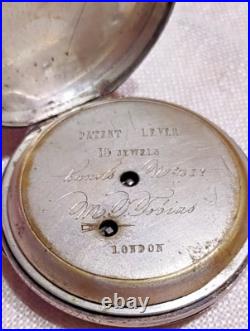 PATENT LEVER
15 JEWELS
M. I. Tobias
LONDON